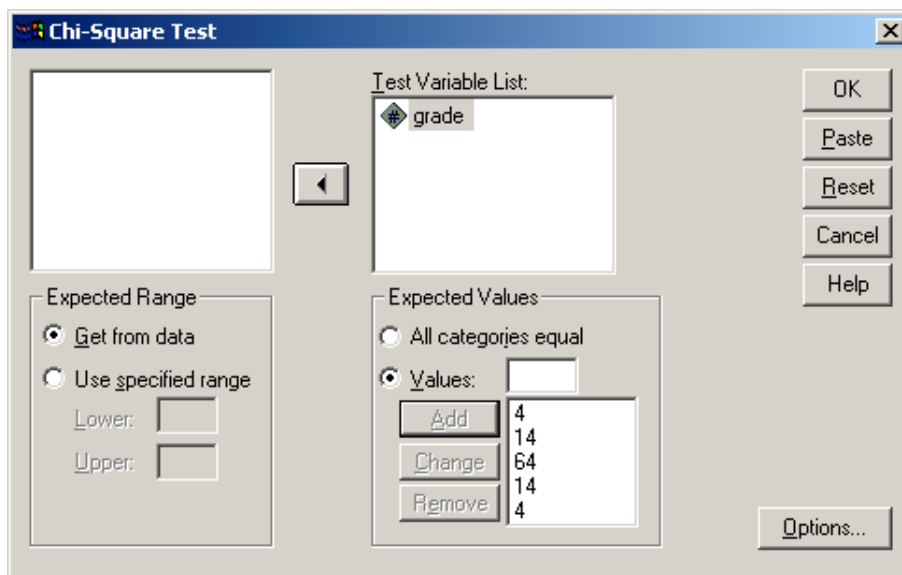 Chi-Square Test
Test Variable List:
# grade
OK
Paste
Reset
Cancel
Help
Expected Range
Get from data
Use specified range
Lower:
Upper:
Expected Values
All categories equal
Values:
Add
Change
Remove
4
14
64
14
4
Options...